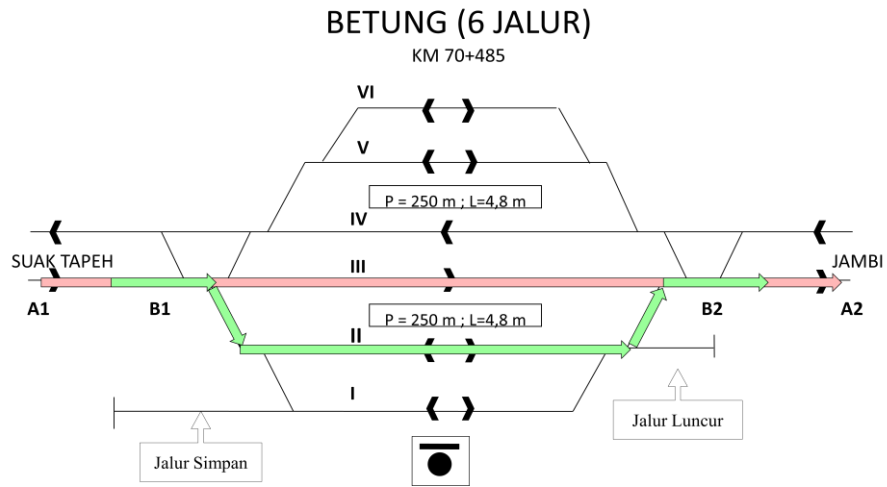 BETUNG (6 JALUR)
KM 70+485
VI
V
P = 250 m ; L=4,8 m
IV
SUAK TAPEH
III
JAMBI
A1
B1
B2
A2
P = 250 m ; L=4,8 m
II
I
Jalur Luncur
Jalur Simpan